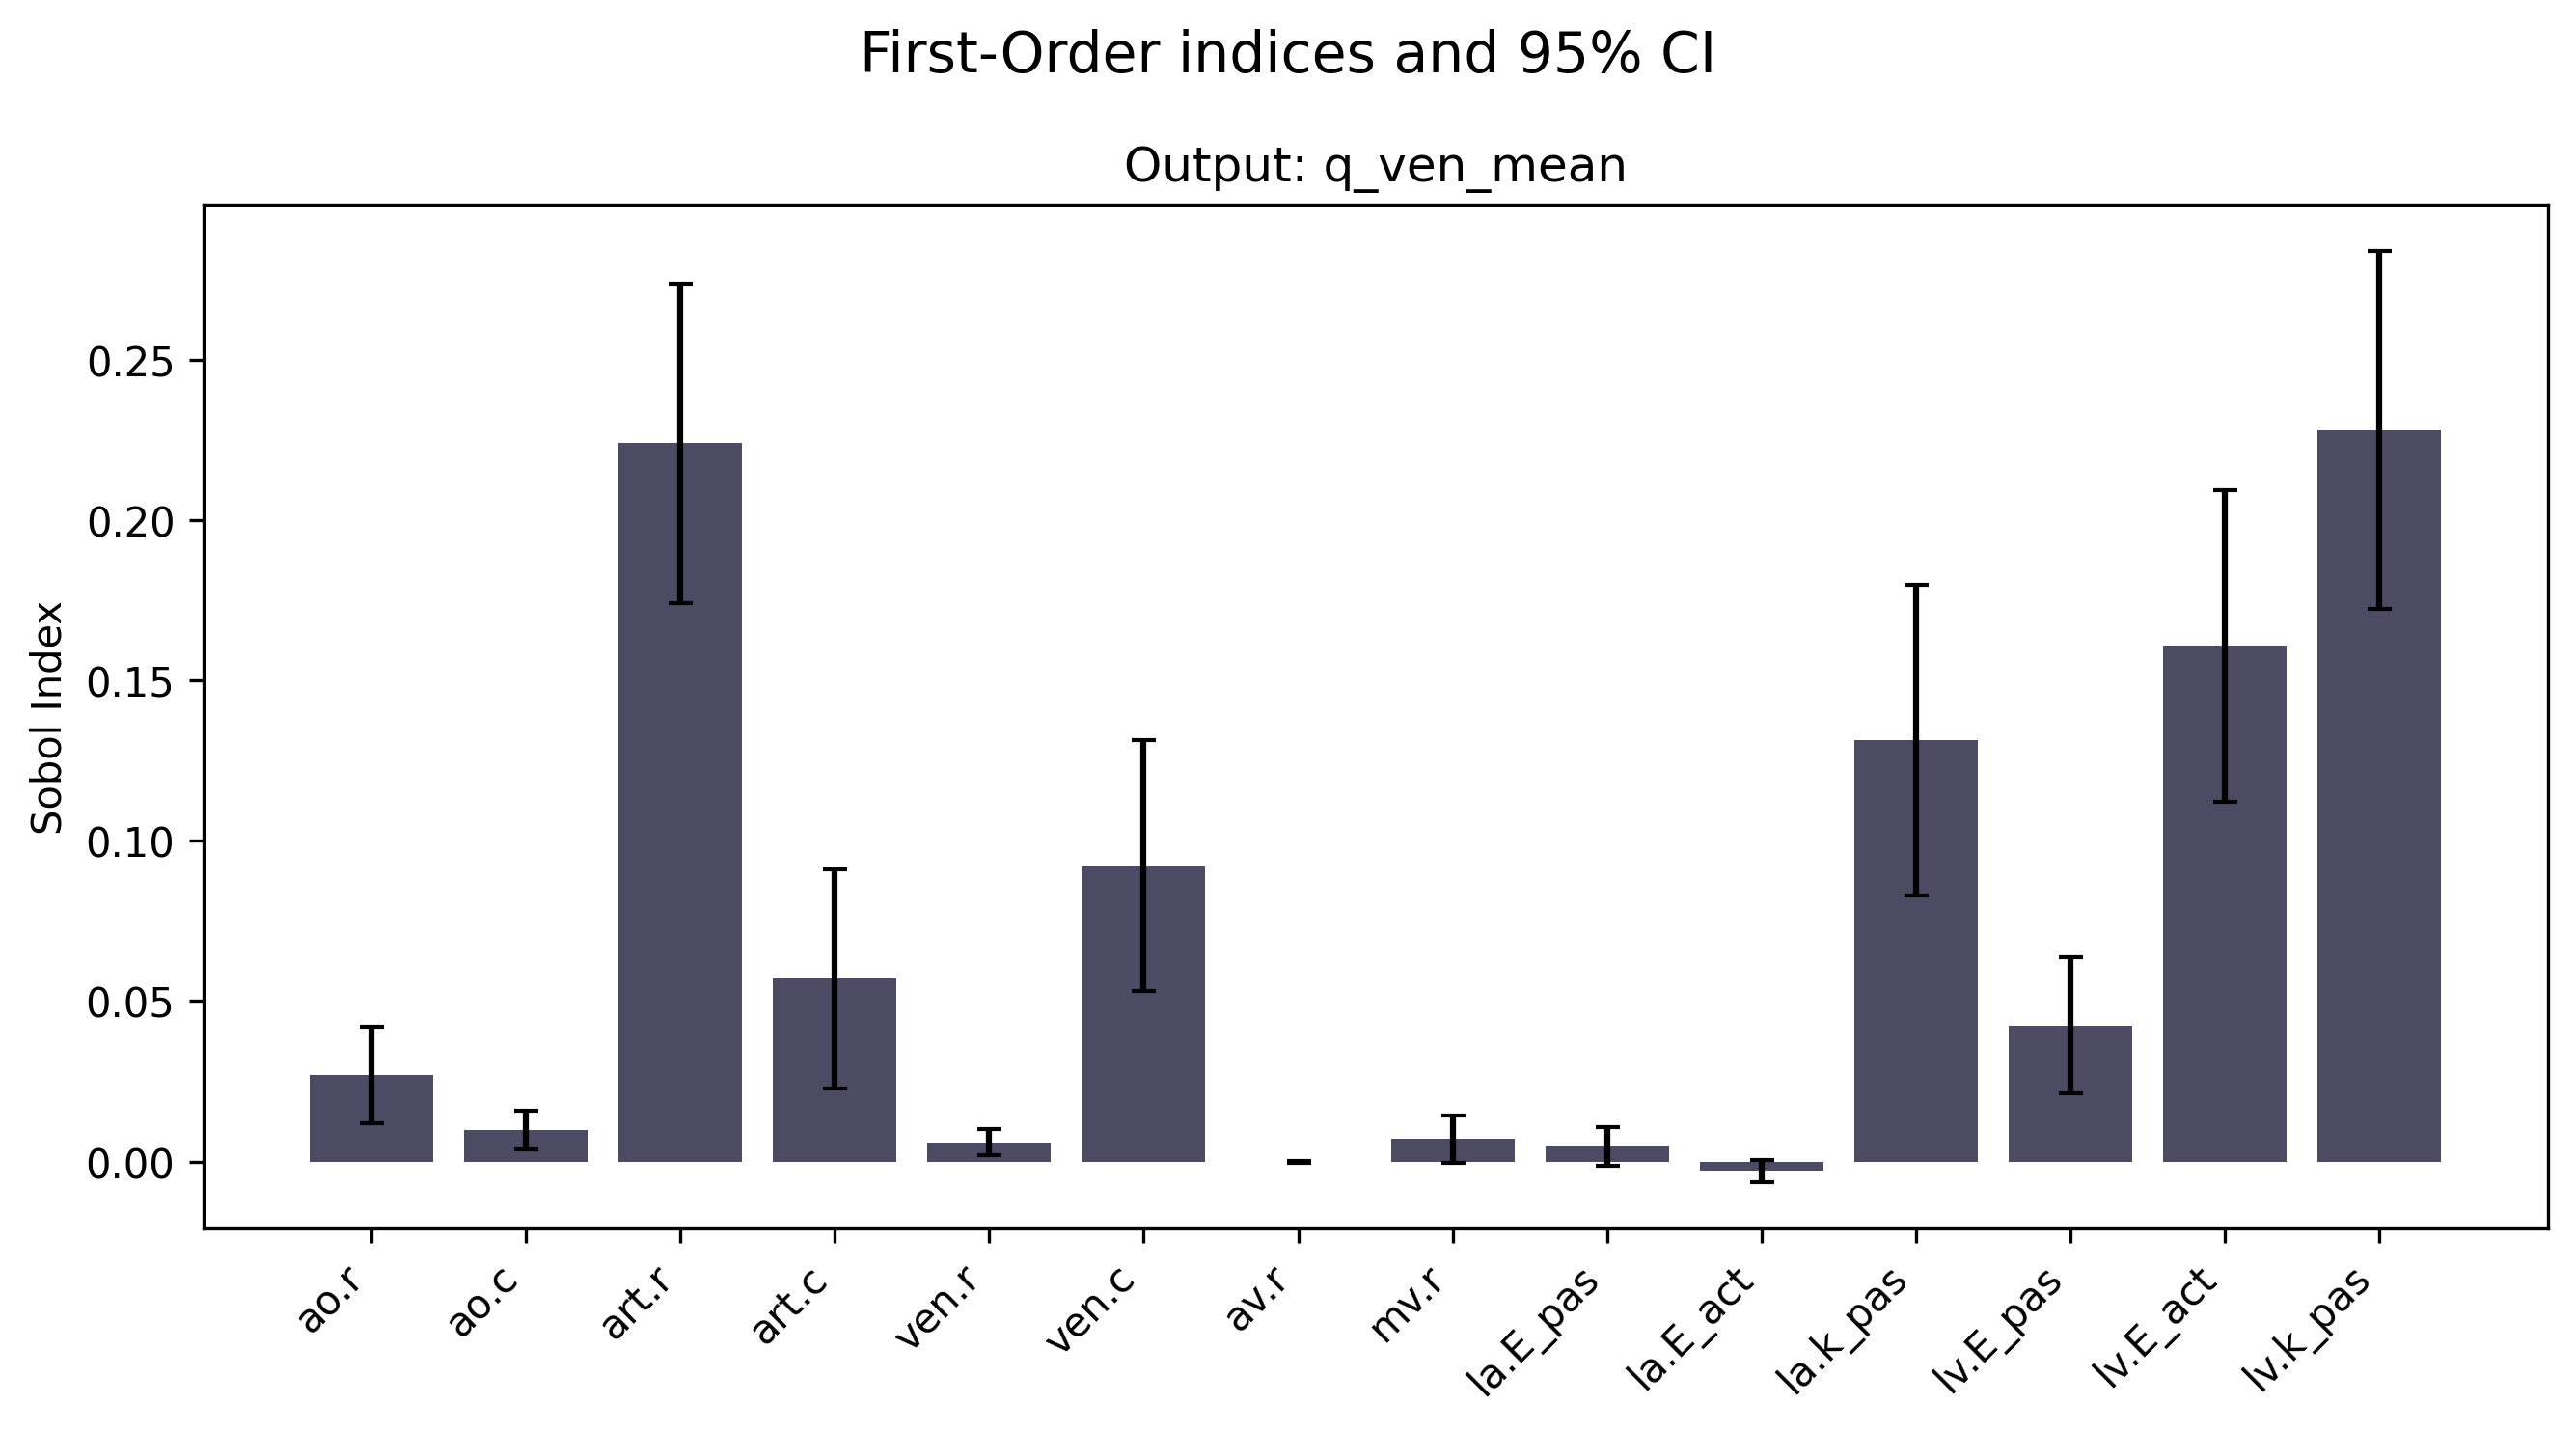 First-Order indices and 95% CI
Output: q_ven_mean
Sobol Index
0.25
0.20
0.15
0.10
0.05
0.00
ao.r
ao.c
art.r
art.c
ven.r
ven.c
av.r
mv.r
la.E_pas
la.E_act
la.k_pas
lv.E_pas
lv.E_act
lv.k_pas